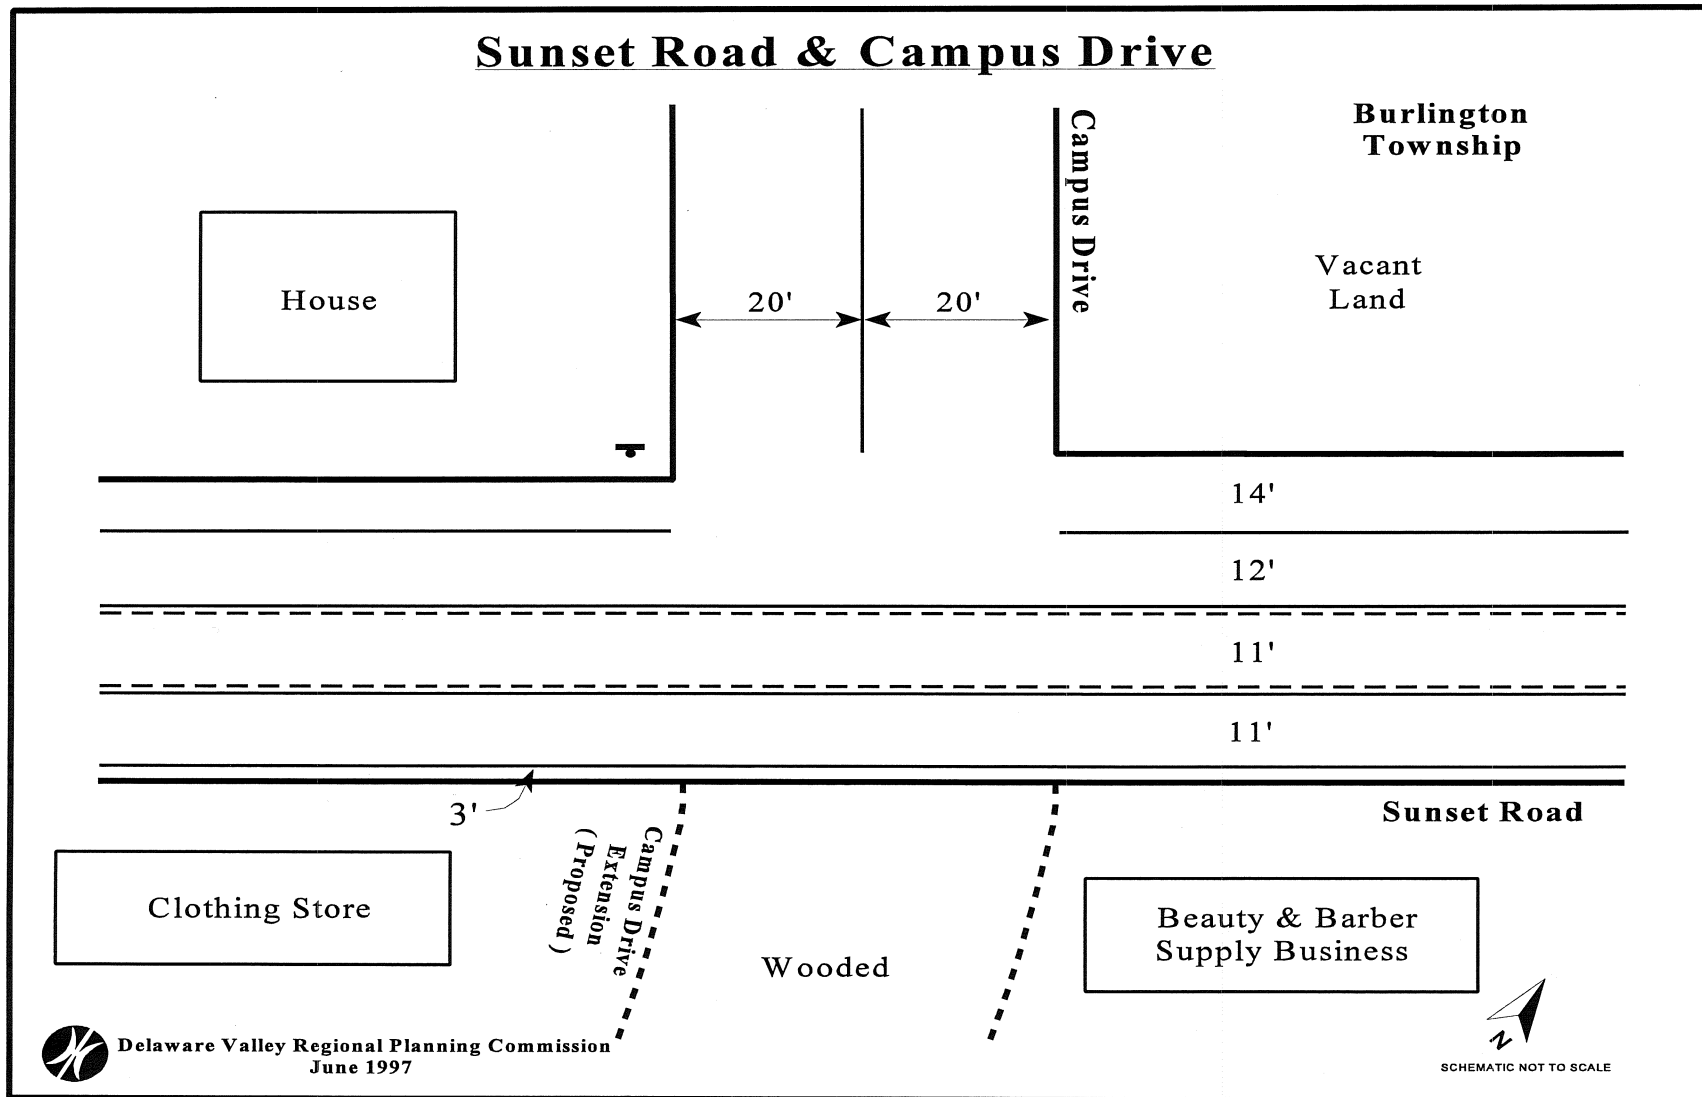 Sunset Road & Campus Drive
Burlington
Township
Campus Drive
House
20'
20'
Vacant
Land
14'
12'
11'
11'
3'
Sunset Road
Campus Drive
Extension
(Proposed)
Clothing Store
Wooded
Beauty & Barber
Supply Business
N
Delaware Valley Regional Planning Commission
June 1997
SCHEMATIC NOT TO SCALE